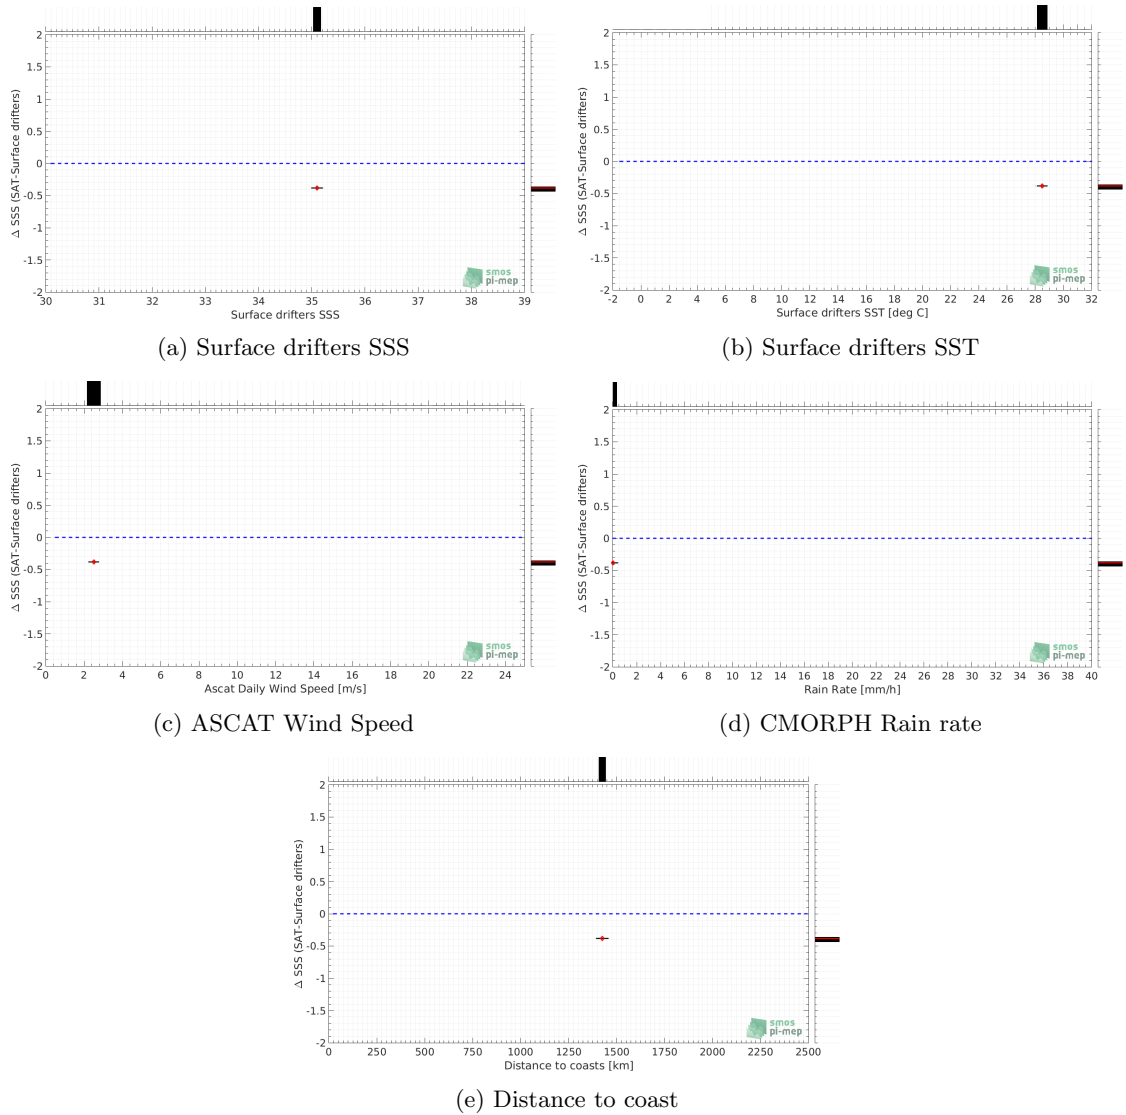 2
1.5
1
0.5
0
-0.5
-1
-1.5
-2
Δ SSS (SAT-Surface drifters)
smos
pi-mep
30 31 32 33 34 35 36 37 38 39
Surface drifters SSS
(a) Surface drifters SSS
2
1.5
1
0.5
0
-0.5
-1
-1.5
-2
Δ SSS (SAT-Surface drifters)
smos
pi-mep
-2 0 2 4 6 8 10 12 14 16 18 20 22 24 26 28 30 32
Surface drifters SST [deg C]
(b) Surface drifters SST
2
1.5
1
0.5
0
-0.5
-1
-1.5
-2
Δ SSS (SAT-Surface drifters)
smos
pi-mep
0 2 4 6 8 10 12 14 16 18 20 22 24
Ascat Daily Wind Speed [m/s]
(c) ASCAT Wind Speed
2
1.5
1
0.5
0
-0.5
-1
-1.5
-2
Δ SSS (SAT-Surface drifters)
smos
pi-mep
0 2 4 6 8 10 12 14 16 18 20 22 24 26 28 30 32 34 36 38 40
Rain Rate [mm/h]
(d) CMORPH Rain rate
2
1.5
1
0.5
0
-0.5
-1
-1.5
-2
Δ SSS (SAT-Surface drifters)
smos
pi-mep
0 250 500 750 1000 1250 1500 1750 2000 2250 2500
Distance to coasts [km]
(e) Distance to coast